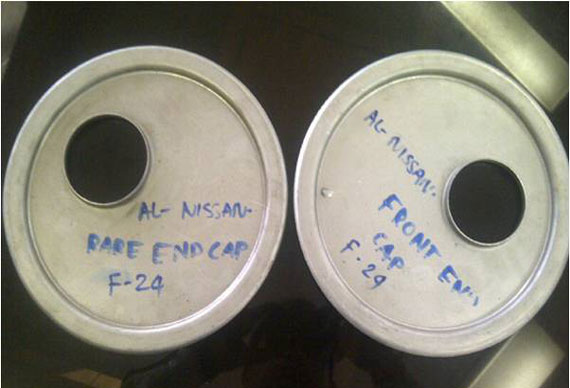 AL- NISSAN-
RARE END CAP
F-24
AL- NISSAN-
FRONT END
CAP
F-29